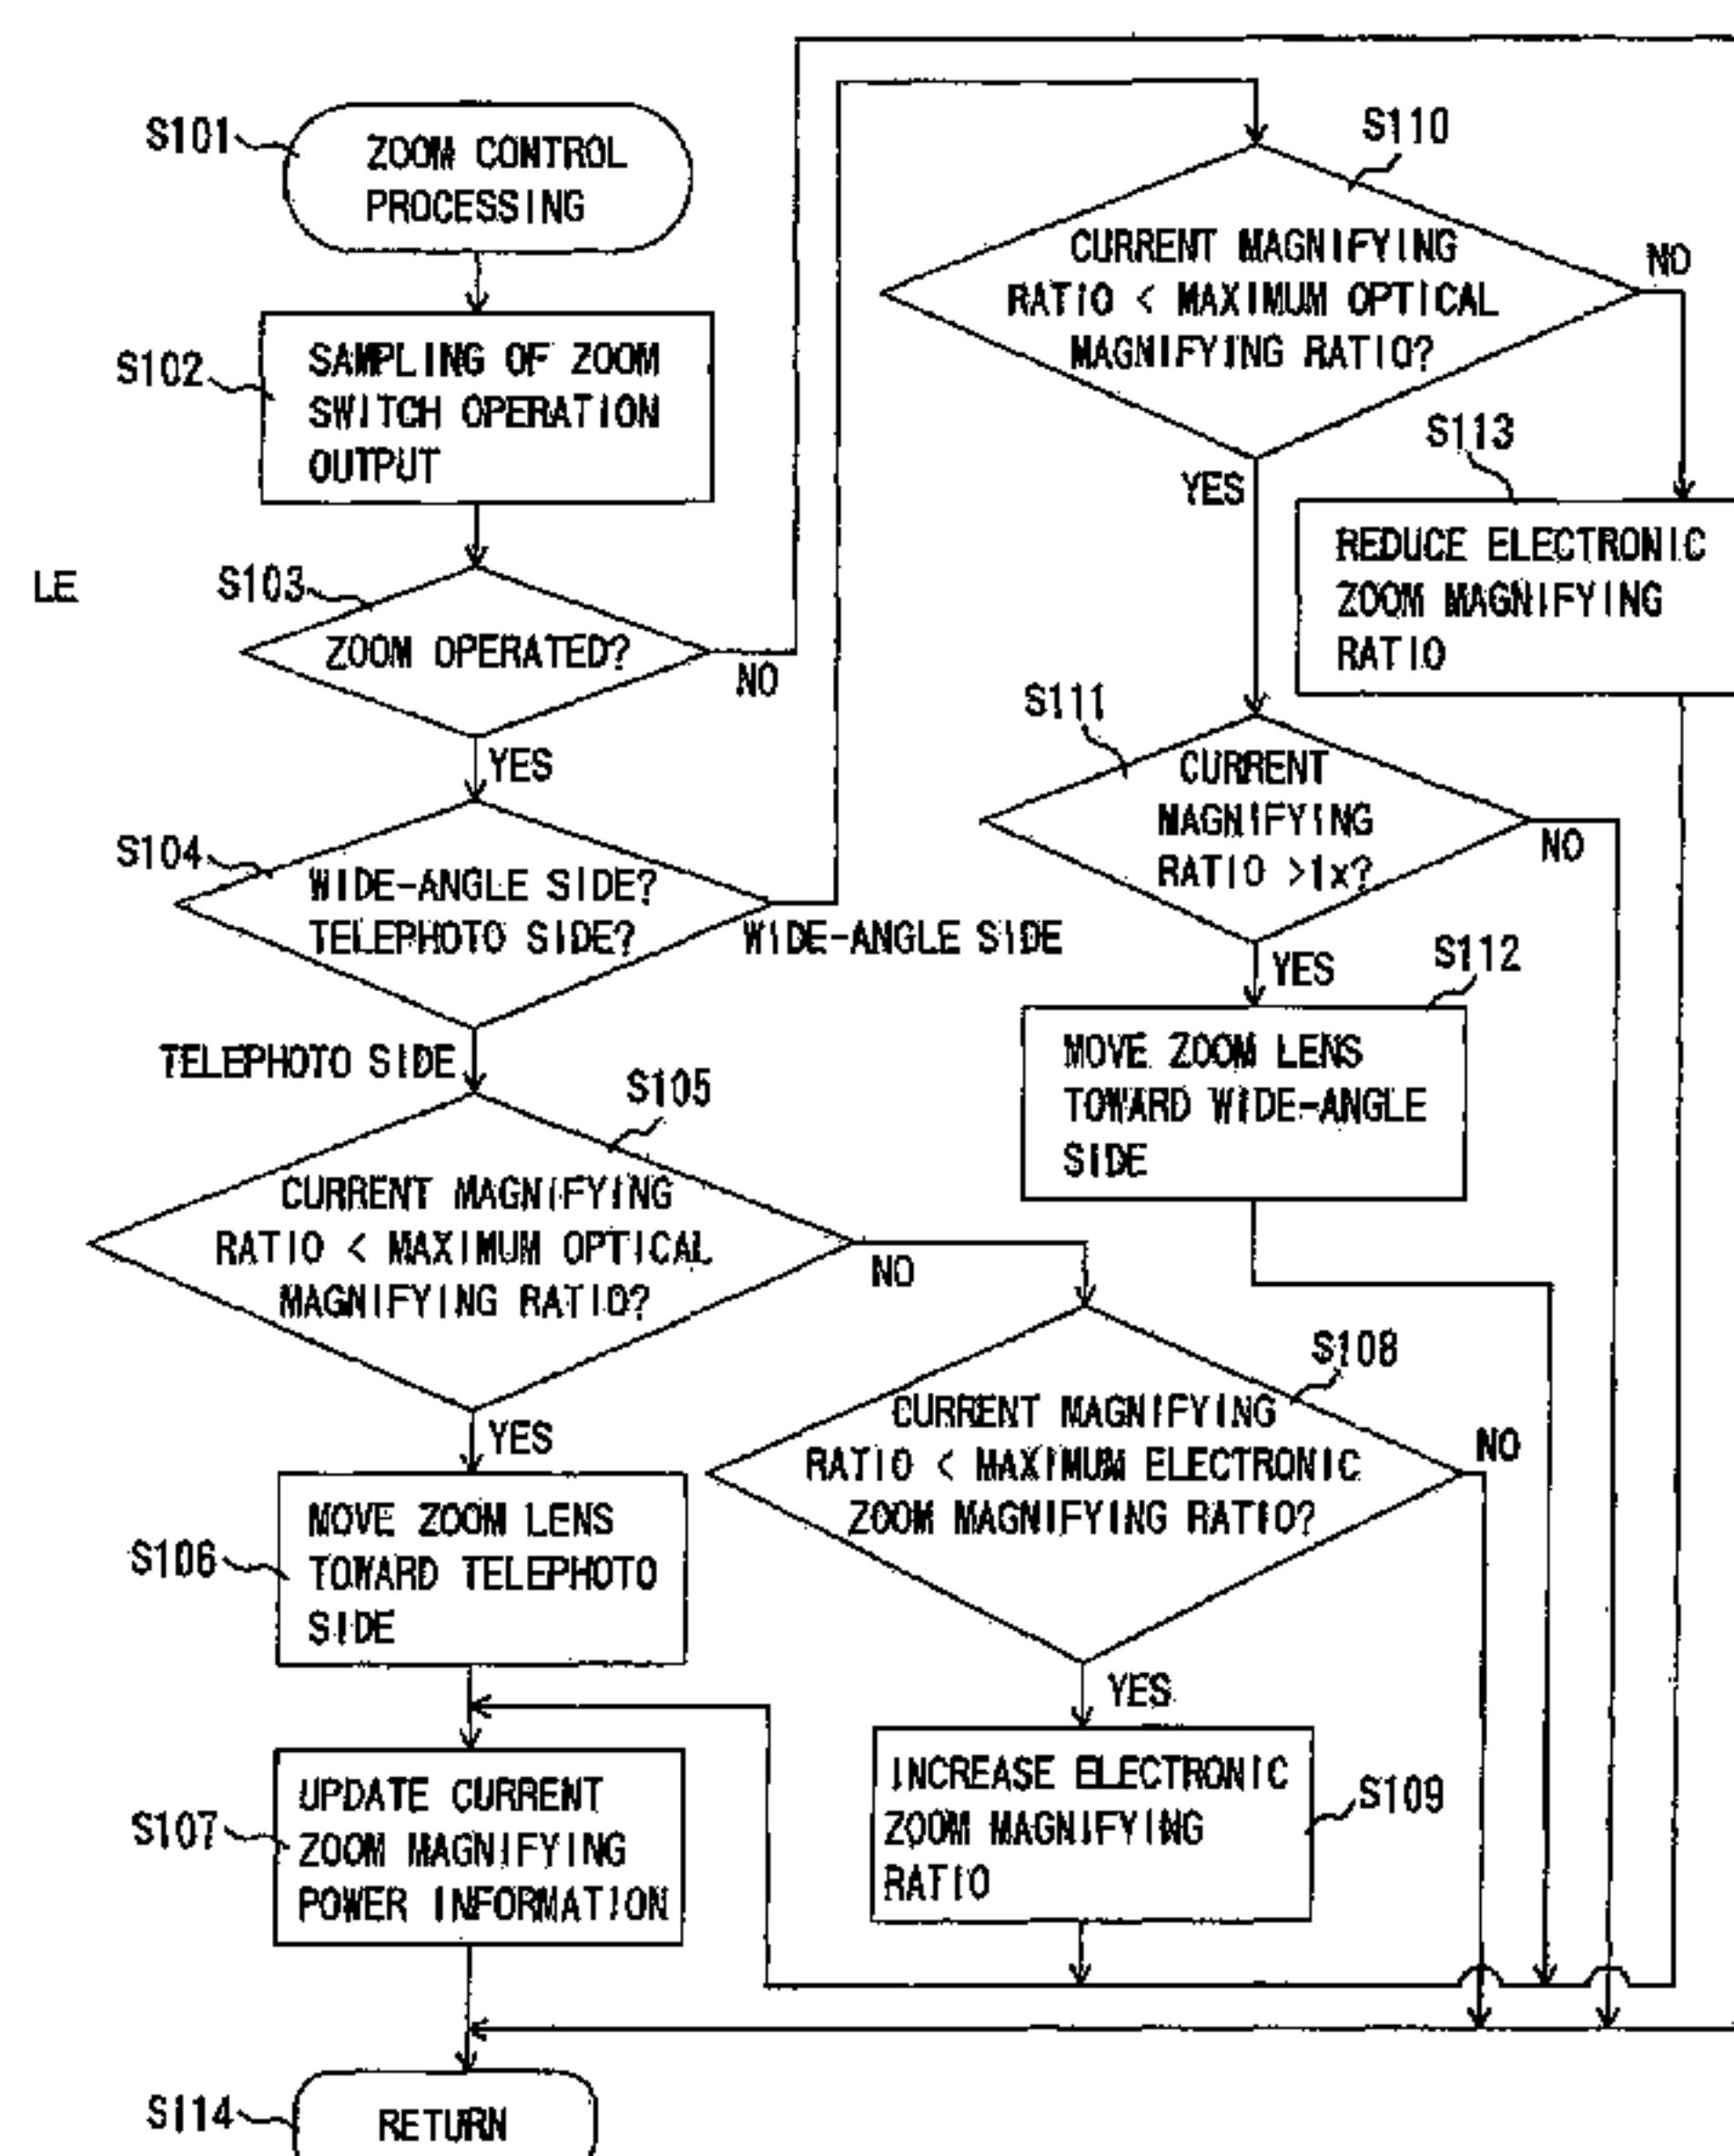 S101
ZOOM CONTROL
PROCESSING
S102
SAMPLING OF ZOOM
SWITCH OPERATION
OUTPUT
LE
S103
ZOOM OPERATED?
NO
YES
S104
WIDE-ANGLE SIDE?
TELEPHOTO SIDE?
WIDE-ANGLE SIDE
TELEPHOTO SIDE
S105
CURRENT MAGNIFYING
RATIO < MAXIMUM OPTICAL
MAGNIFYING RATIO?
NO
YES
S106
MOVE ZOOM LENS
TOWARD TELEPHOTO
SIDE
S107
UPDATE CURRENT
ZOOM MAGNIFYING
POWER INFORMATION
S108
CURRENT MAGNIFYING
RATIO < MAXIMUM ELECTRONIC
ZOOM MAGNIFYING RATIO?
NO
YES
INCREASE ELECTRONIC
ZOOM MAGNIFYING
RATIO
S109
S110
CURRENT MAGNIFYING
RATIO < MAXIMUM OPTICAL
MAGNIFYING RATIO?
NO
YES
S113
REDUCE ELECTRONIC
ZOOM MAGNIFYING
RATIO
S111
CURRENT
MAGNIFYING
RATIO >1x?
NO
YES
S112
MOVE ZOOM LENS
TOWARD WIDE-ANGLE
SIDE
S114
RETURN